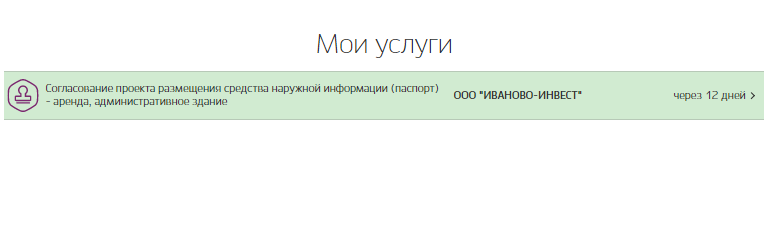 Мои услуги
Согласование проекта размещения средства наружной информации (паспорт)
- аренда, административное здание
ООО "ИВАНОВО-ИНВЕСТ"
через 12 дней